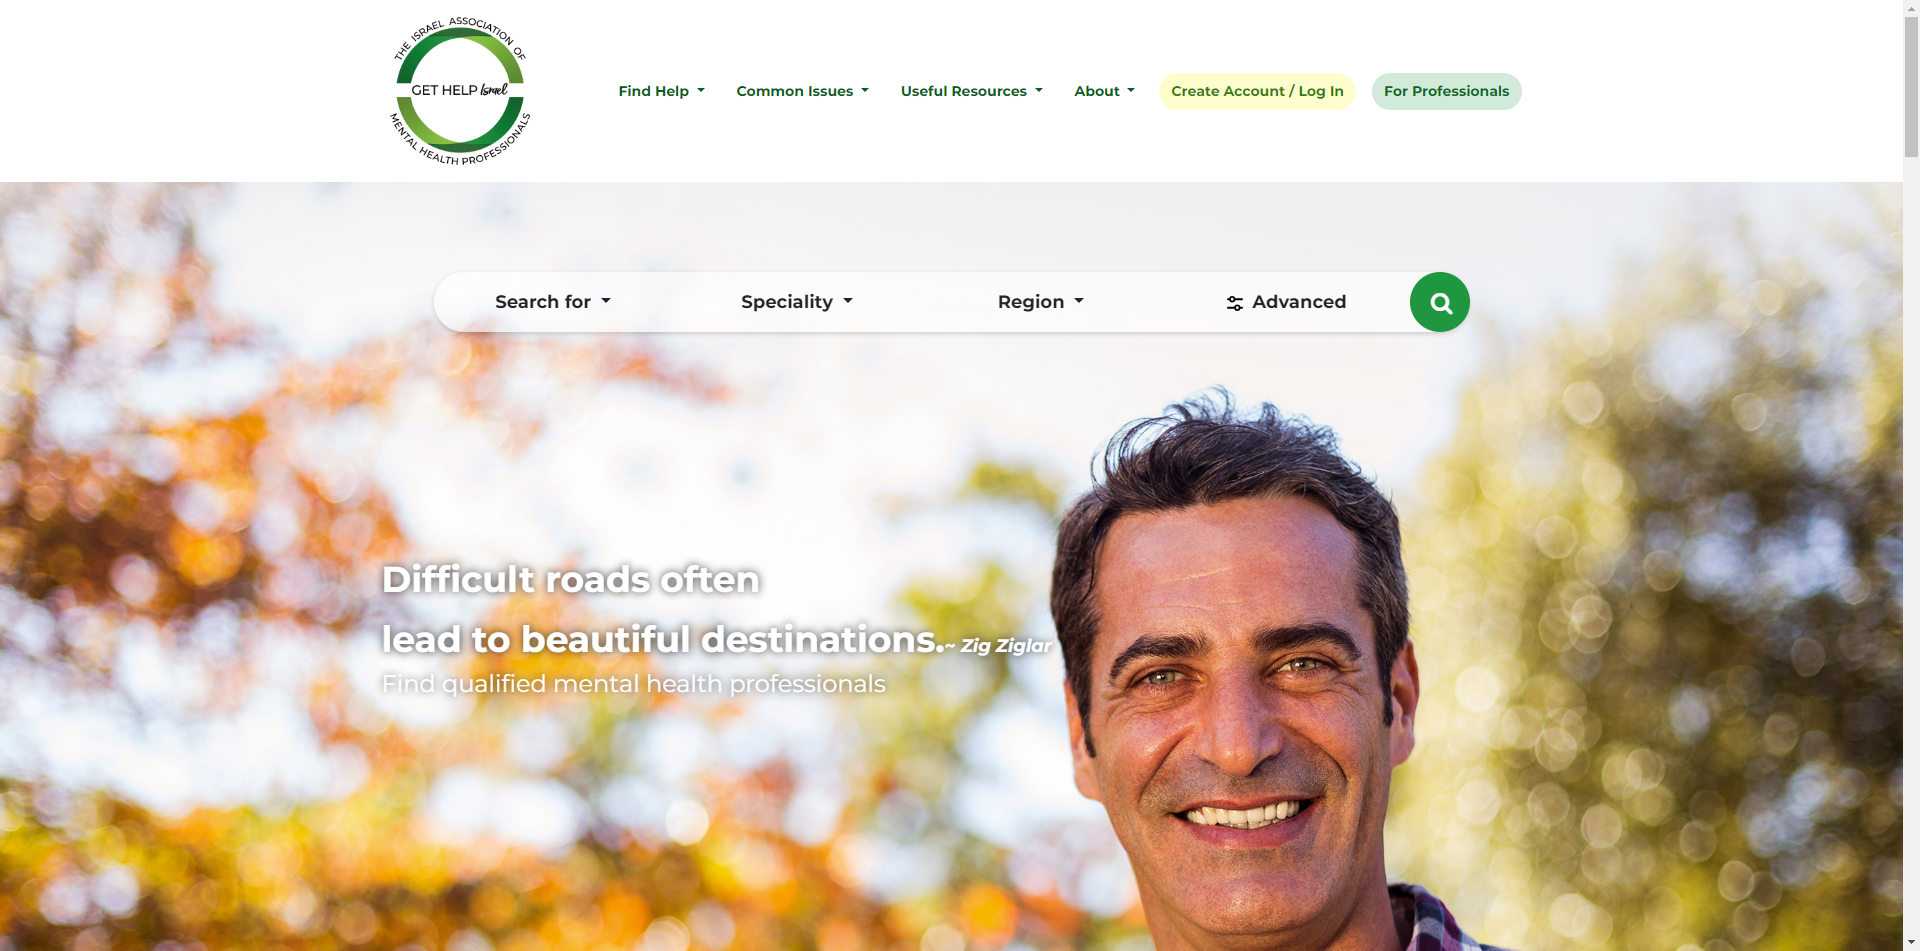 THE ISRAEL ASSOCIATION OF
GET HELP Israel
MENTAL HEALTH PROFESSIONALS
Find Help
Common Issues
Useful Resources
About
Create Account / Log In
For Professionals
Search for
Speciality
Region
Advanced
Difficult roads often
lead to beautiful destinations.~ Zig Ziglar
Find qualified mental health professionals